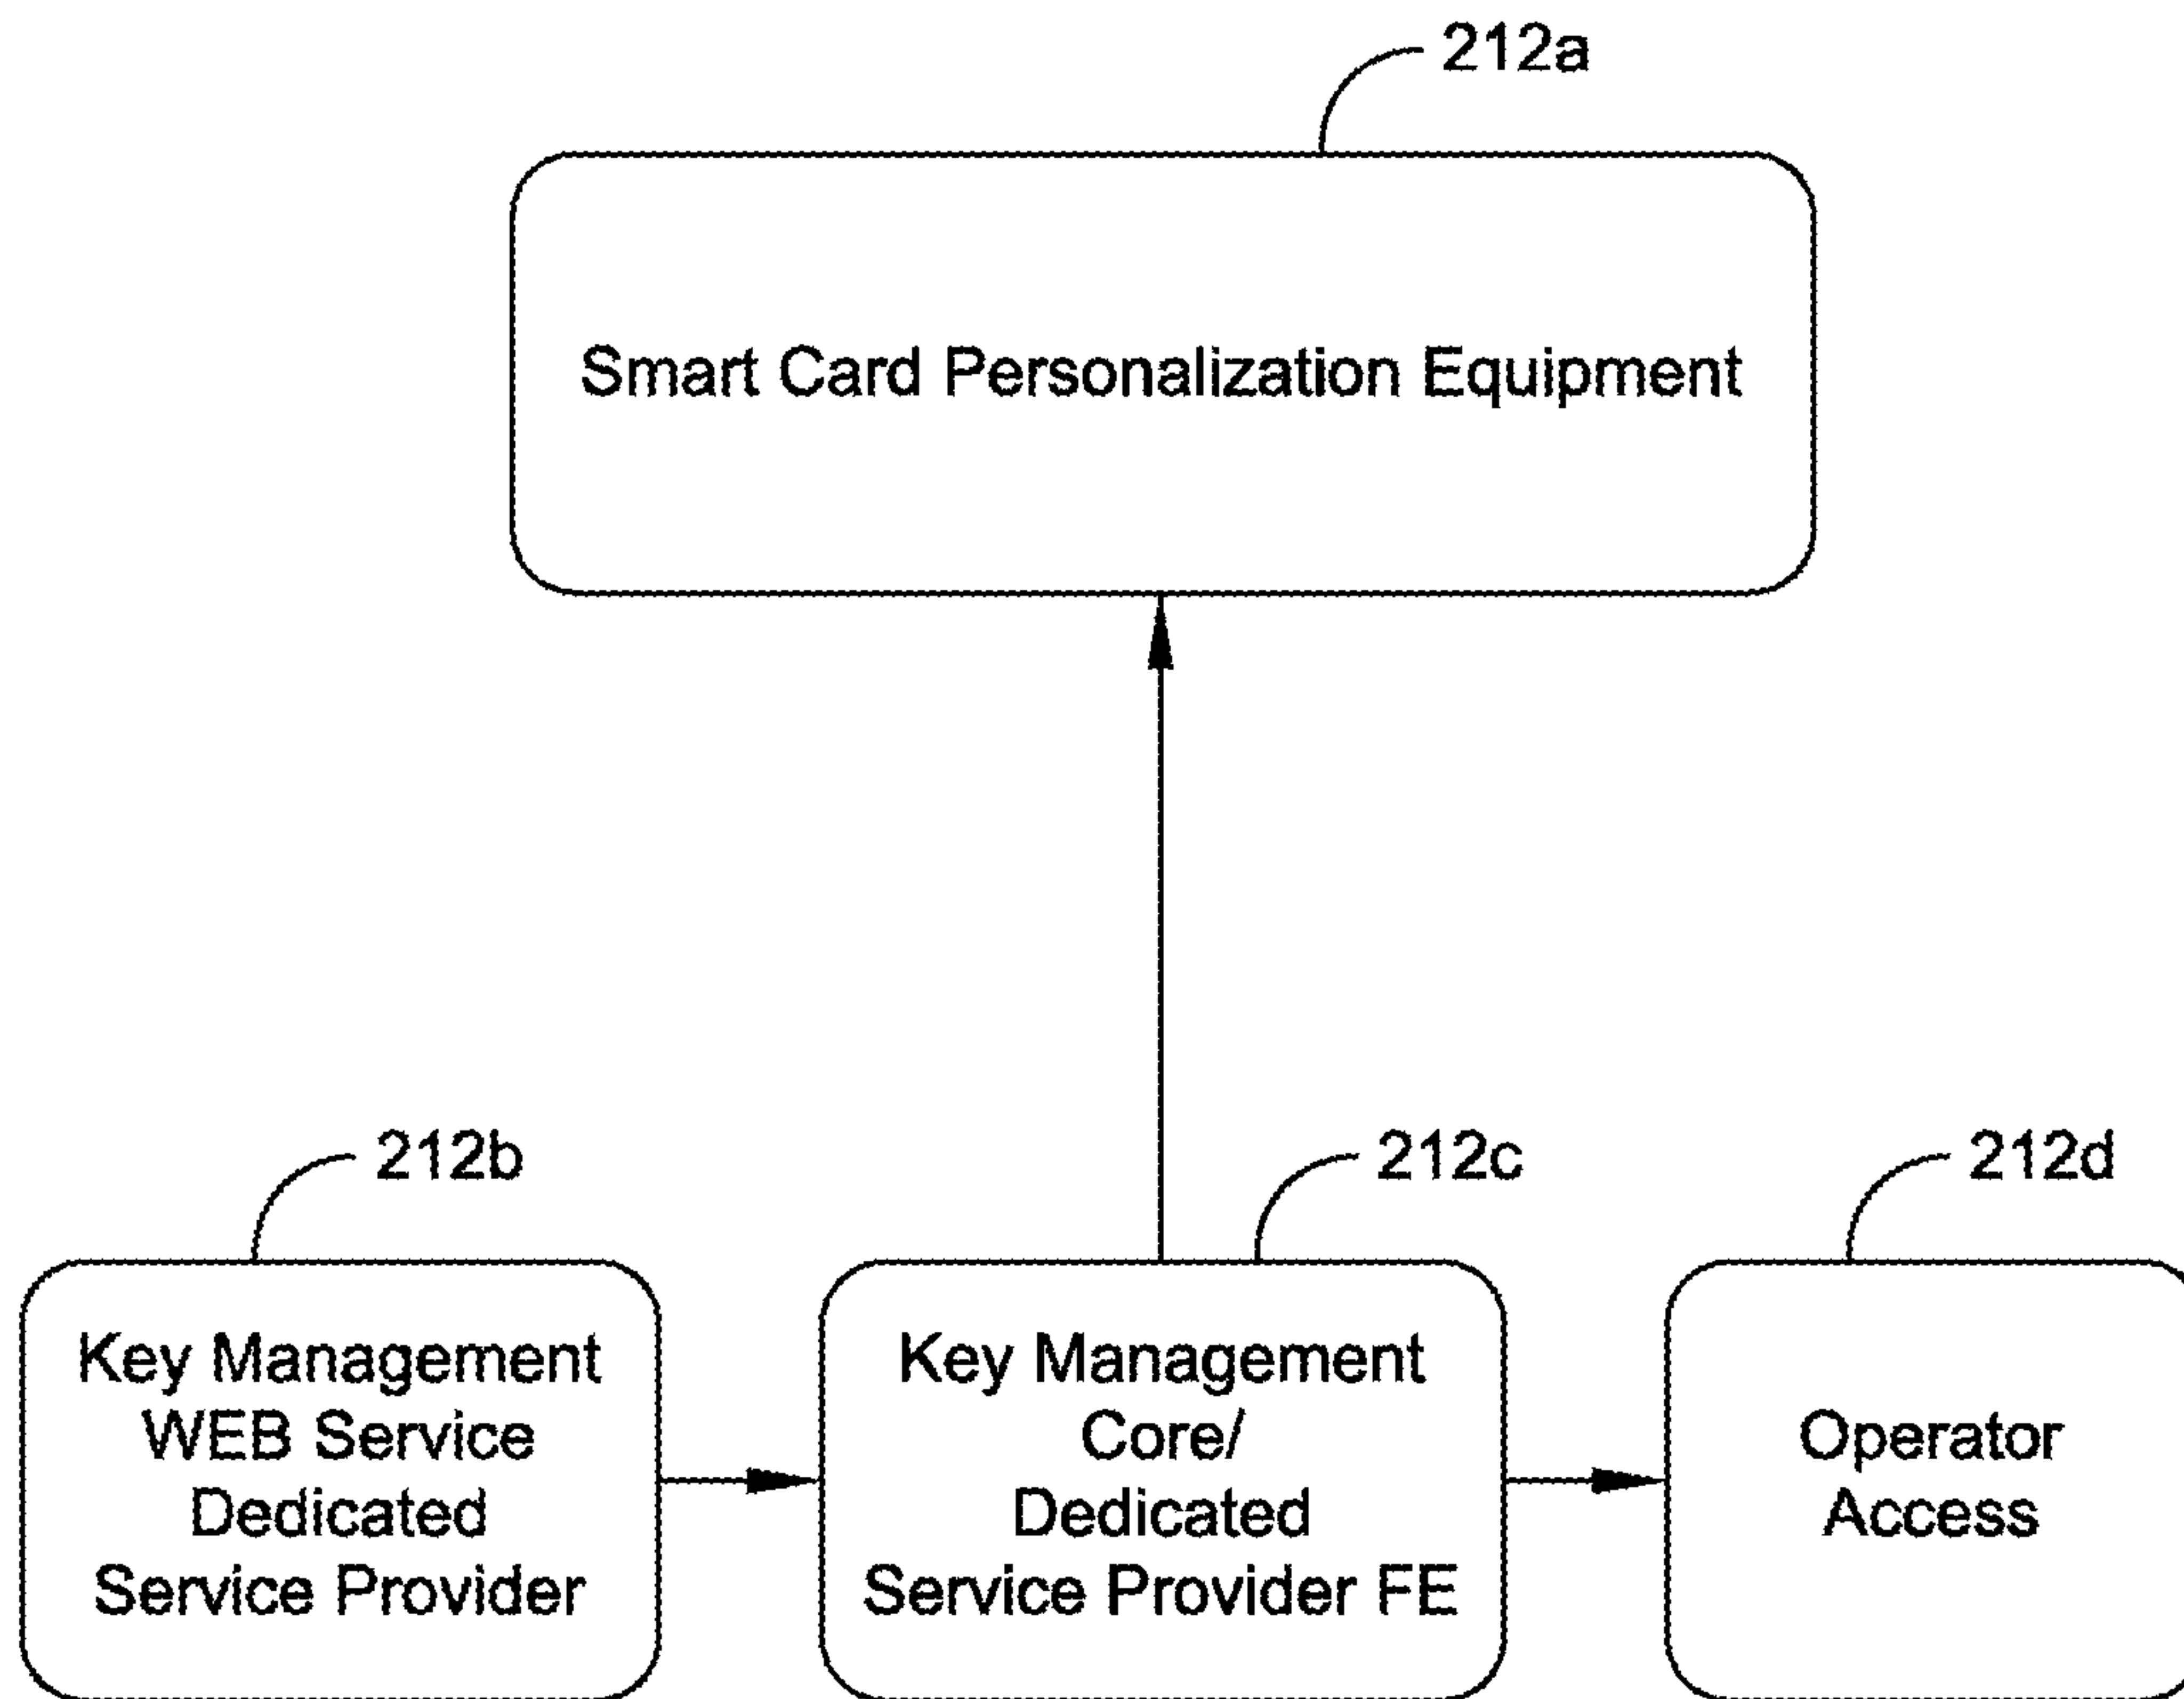 212a
Smart Card Personalization Equipment
212b
212c
212d
Key Management
WEB Service
Dedicated
Service Provider
Key Management
Core/
Dedicated
Service Provider FE
Operator
Access